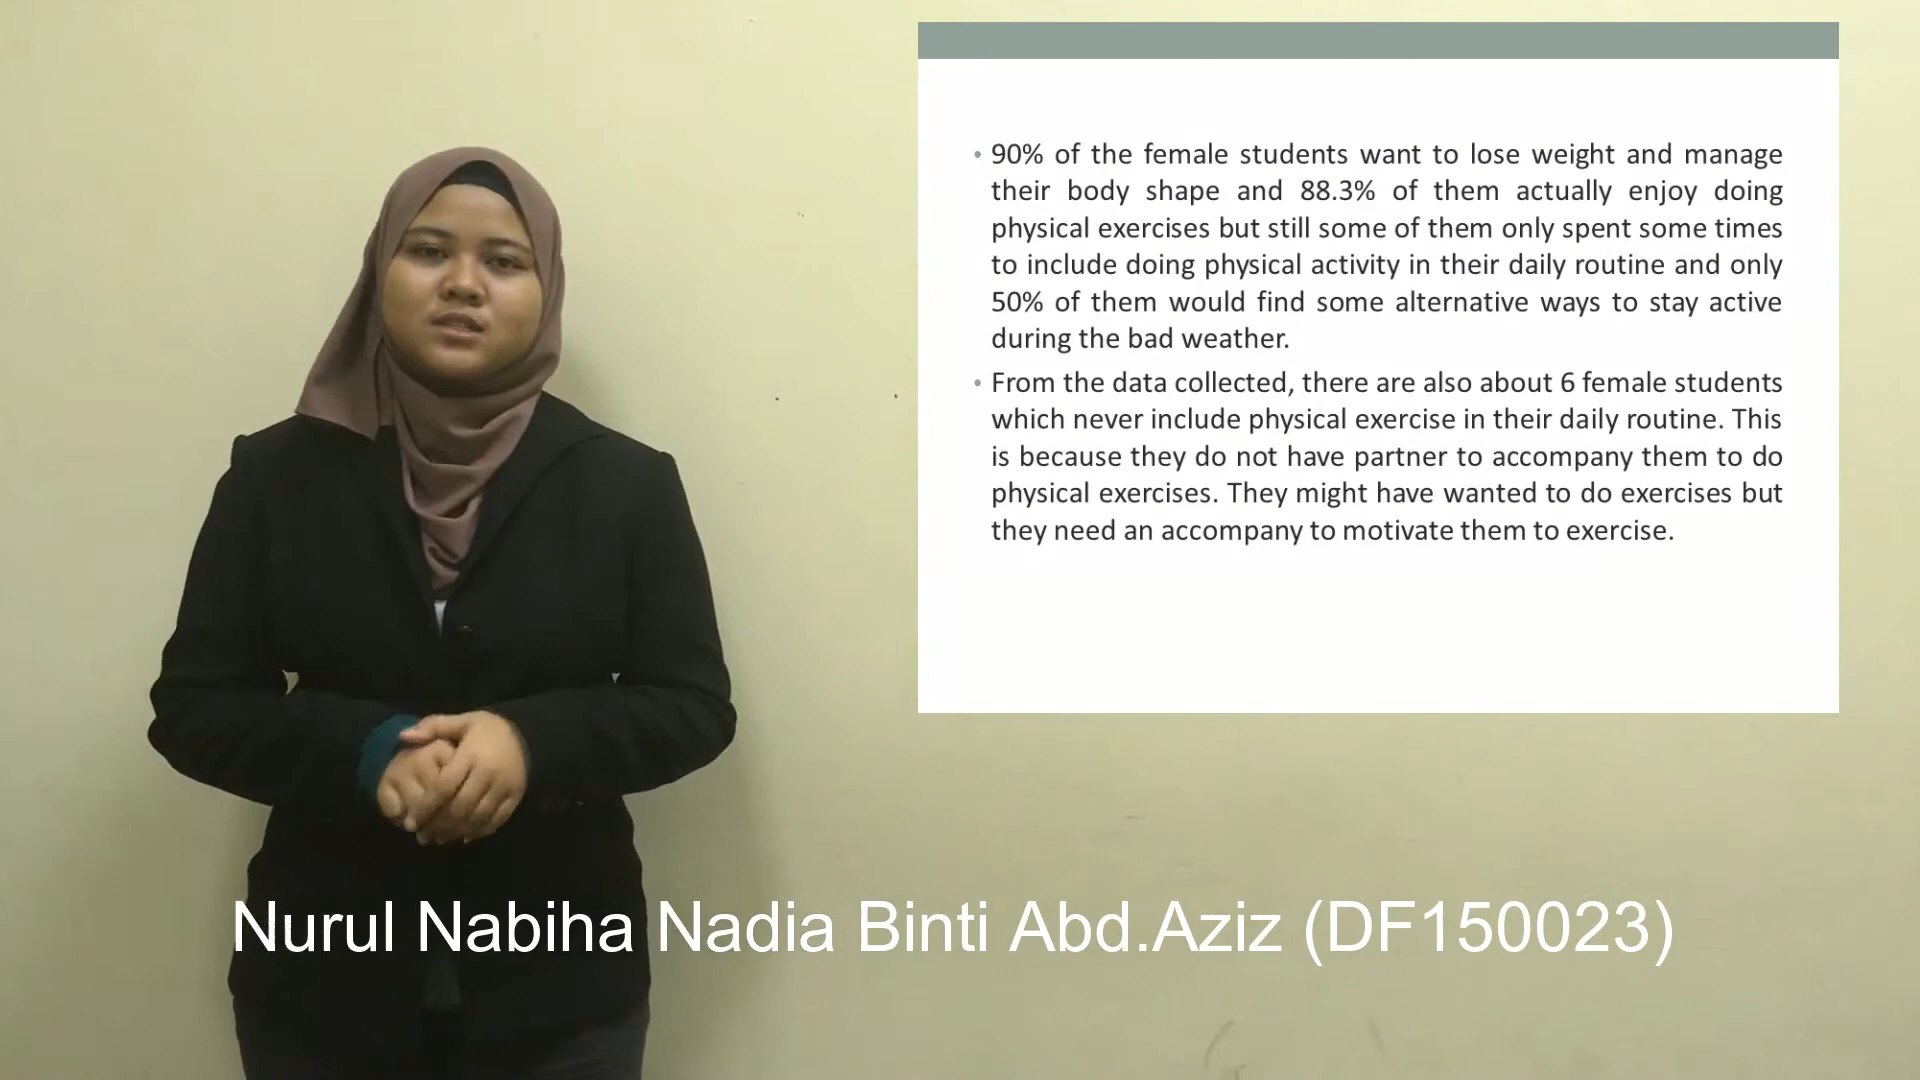 • 90% of the female students want to lose weight and manage
their body shape and 88.3% of them actually enjoy doing
physical exercises but still some of them only spent some times
to include doing physical activity in their daily routine and only
50% of them would find some alternative ways to stay active
during the bad weather.
• From the data collected, there are also about 6 female students
which never include physical exercise in their daily routine. This
is because they do not have partner to accompany them to do
physical exercises. They might have wanted to do exercises but
they need an accompany to motivate them to exercise.
Nurul Nabiha Nadia Binti Abd.Aziz (DF150023)